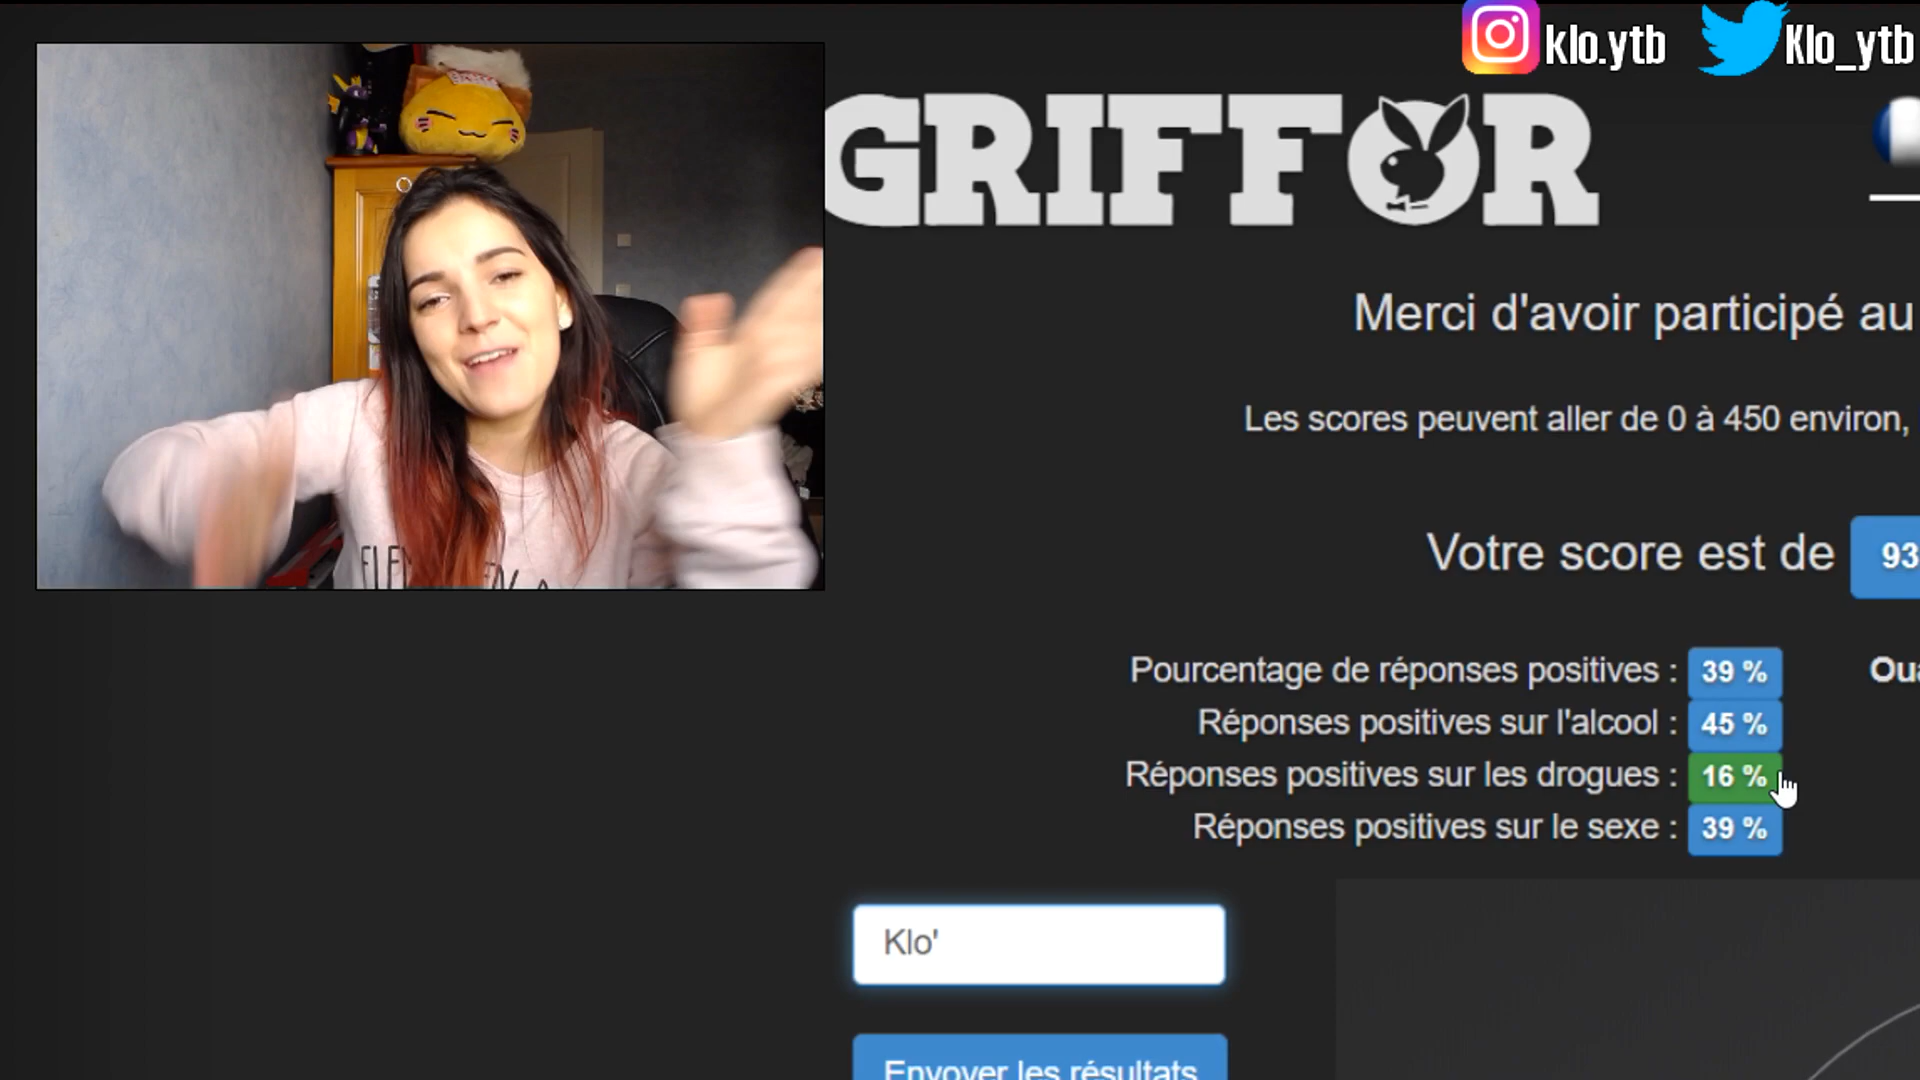 klo.ytb
Klo_ytb
GRIFFOR
Merci d'avoir participé au
Les scores peuvent aller de 0 à 450 environ,
Votre score est de 93
Pourcentage de réponses positives : 39 %
Réponses positives sur l'alcool : 45 %
Réponses positives sur les drogues : 16 %
Réponses positives sur le sexe : 39 %
Klo'
Envoyer les résultats